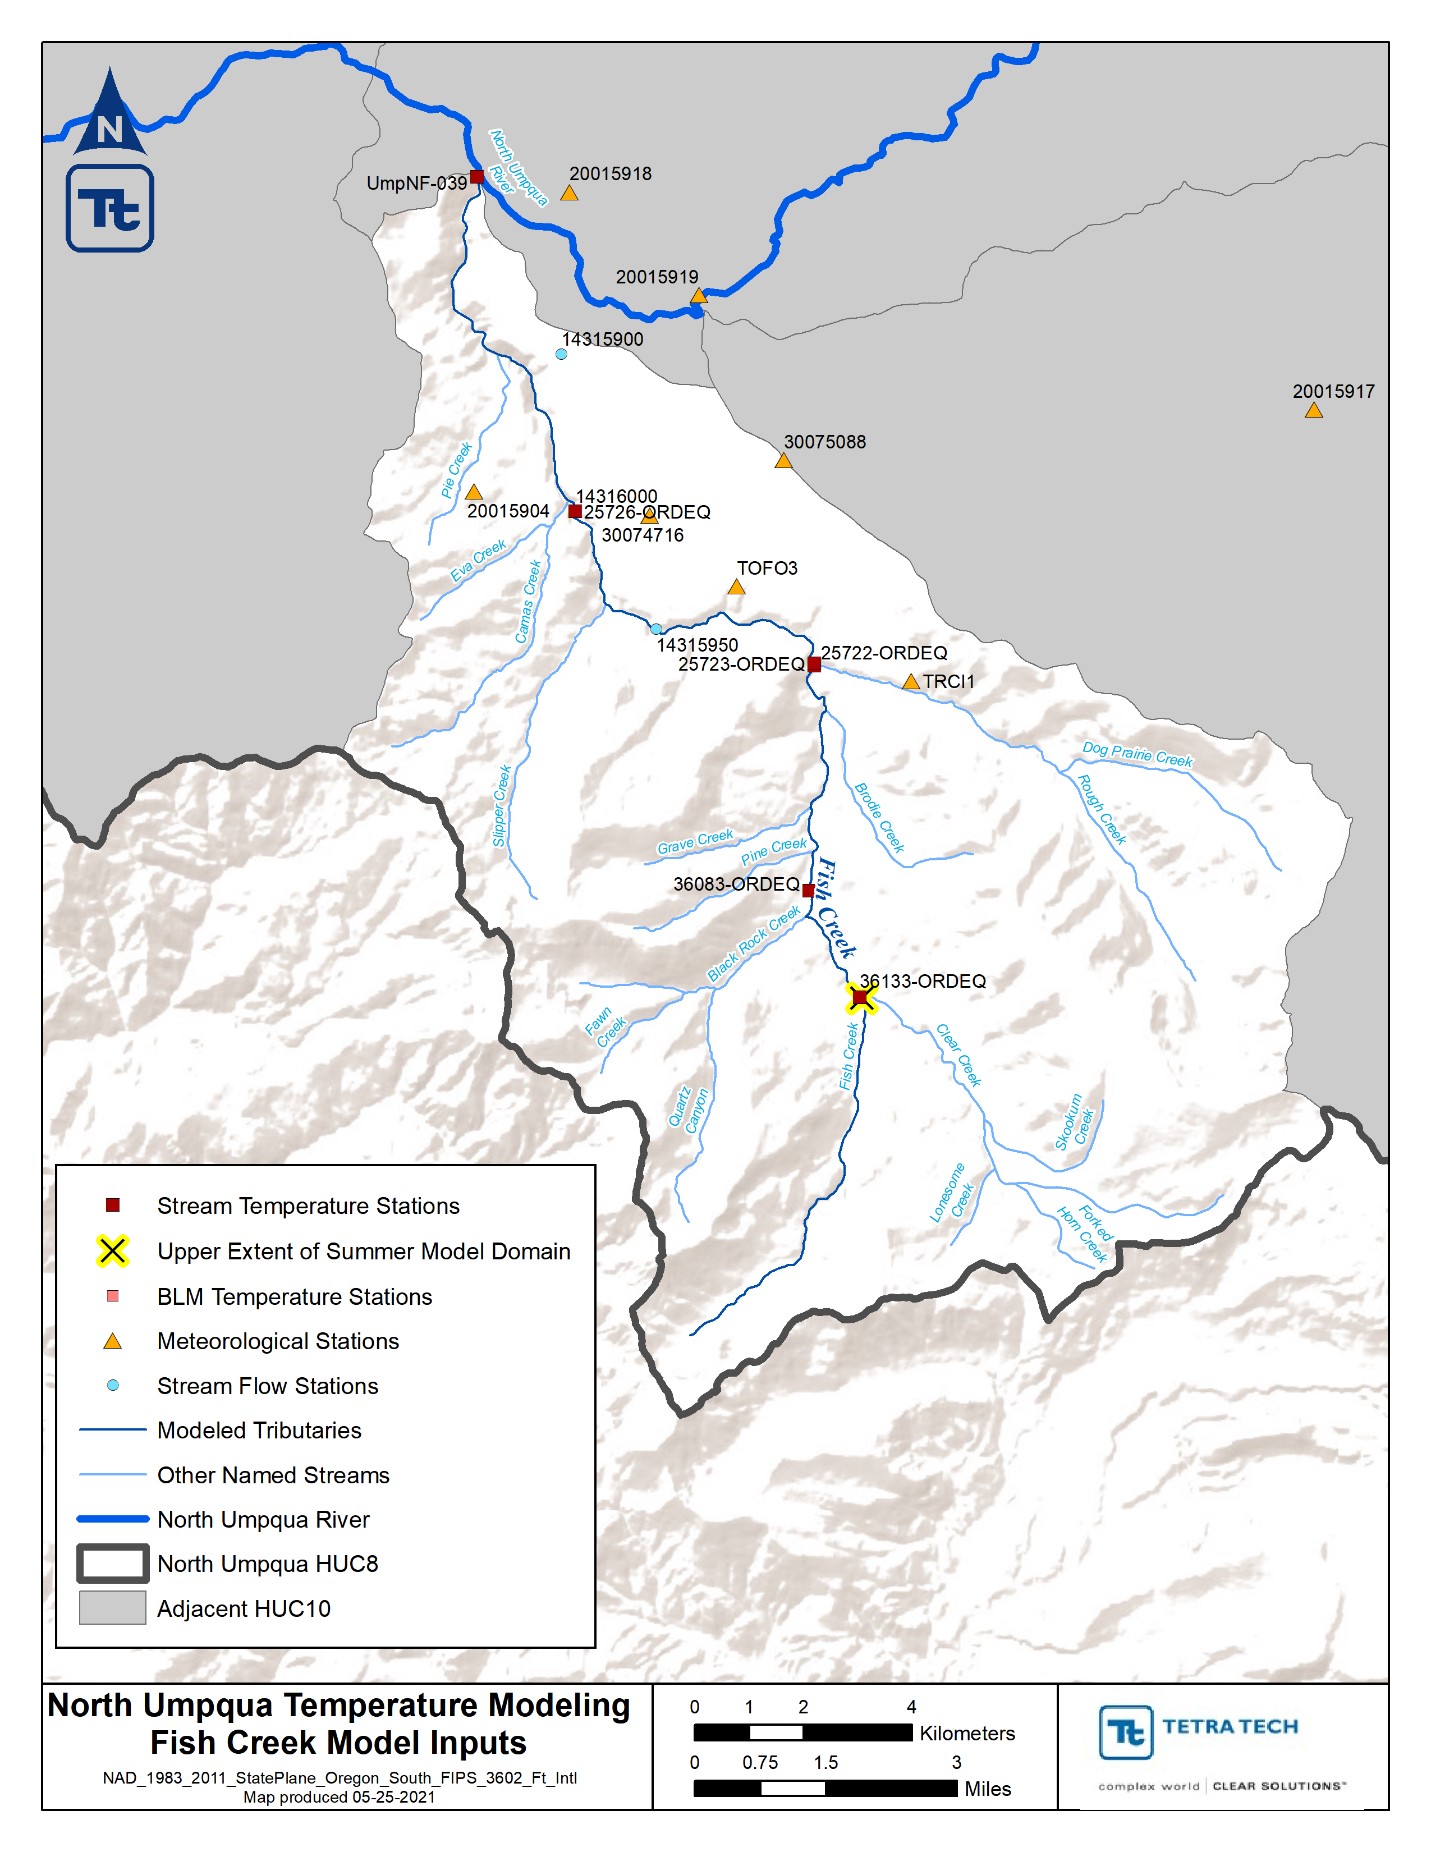 N
Tt
North Umpqua
River
20015918
UmpNF-039
20015919
14315900
20015917
30075088
Pie Creek
14316000
20015904
25726-ORDEQ
30074716
Eva Creek
Camas Creek
TOFO3
14315950
25722-ORDEQ
25723-ORDEQ
TRCI1
Dog Prairie Creek
Rough Creek
Slipper Creek
Brodie Creek
Grave Creek
Pine Creek
36083-ORDEQ
Fish Creek
Black Rock Creek
36133-ORDEQ
Fawn
Creek
Fish Creek
Clear Creek
Quartz
Canyon
Skookum
Creek
Lonesome
Creek
Forked
Horn Creek
Stream Temperature Stations
Upper Extent of Summer Model Domain
BLM Temperature Stations
Meteorological Stations
Stream Flow Stations
Modeled Tributaries
Other Named Streams
North Umpqua River
North Umpqua HUC8
Adjacent HUC10
North Umpqua Temperature Modeling
Fish Creek Model Inputs
NAD_1983_2011_StatePlane_Oregon_South_FIPS_3602_Ft_Intl
Map produced 05-25-2021
0 1 2 4
Kilometers
0 0.75 1.5 3
Miles
Tt TETRA TECH
complex world | CLEAR SOLUTIONS™